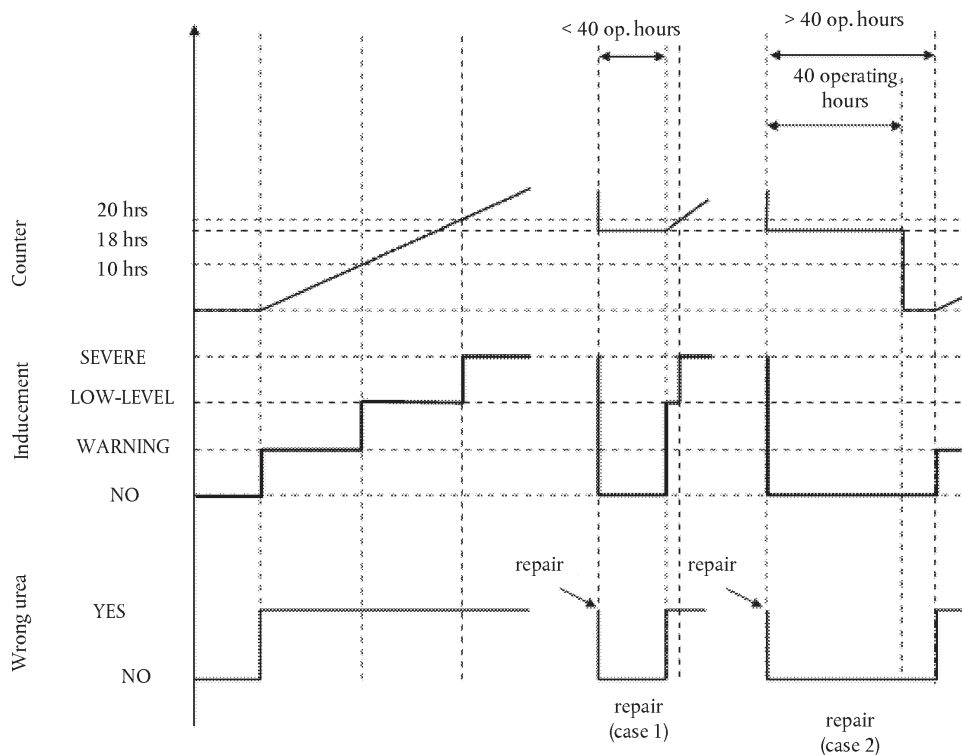 < 40 op. hours
> 40 op. hours
40 operating
hours
Counter
20 hrs
18 hrs
10 hrs
Inducement
SEVERE
LOW-LEVEL
WARNING
NO
Wrong urea
repair
repair
YES
NO
repair
(case 1)
repair
(case 2)